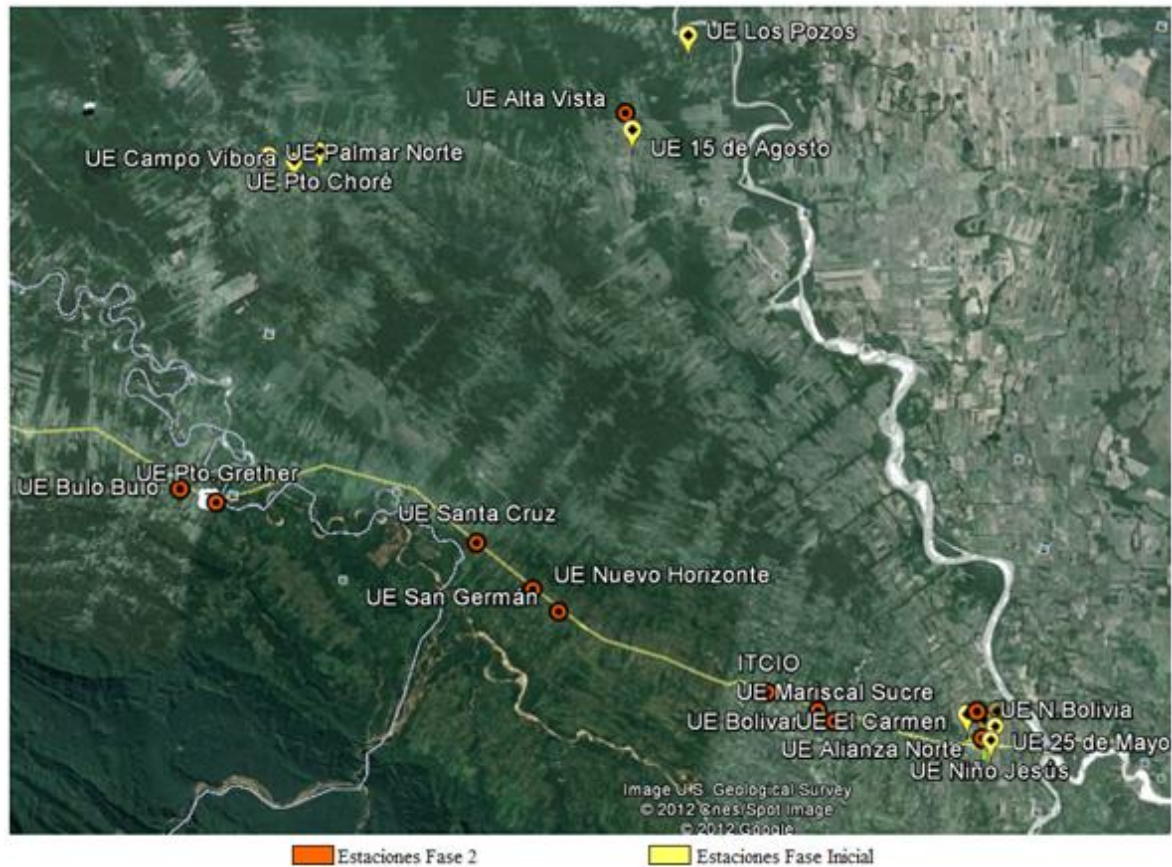 UE Los Pozos
UE Alta Vista
UE 15 de Agosto
UE Campo Víbora
UE Palmar Norte
UE Pto.Choré
UE Pto.Grether
UE Bulo Bulo
UE Santa Cruz
UE Nuevo Horizonte
UE San Germán
ITCIO
UE Mariscal Sucre
UE N.Bolivia
UE Bolivar
UE El Carmen
UE Alianza Norte
UE 25 de Mayo
UE Niño Jesús
Image U.S. Geological Survey
© 2012 Cnes/Spot Image
© 2012 Google
Estaciones Fase 2
Estaciones Fase Inicial